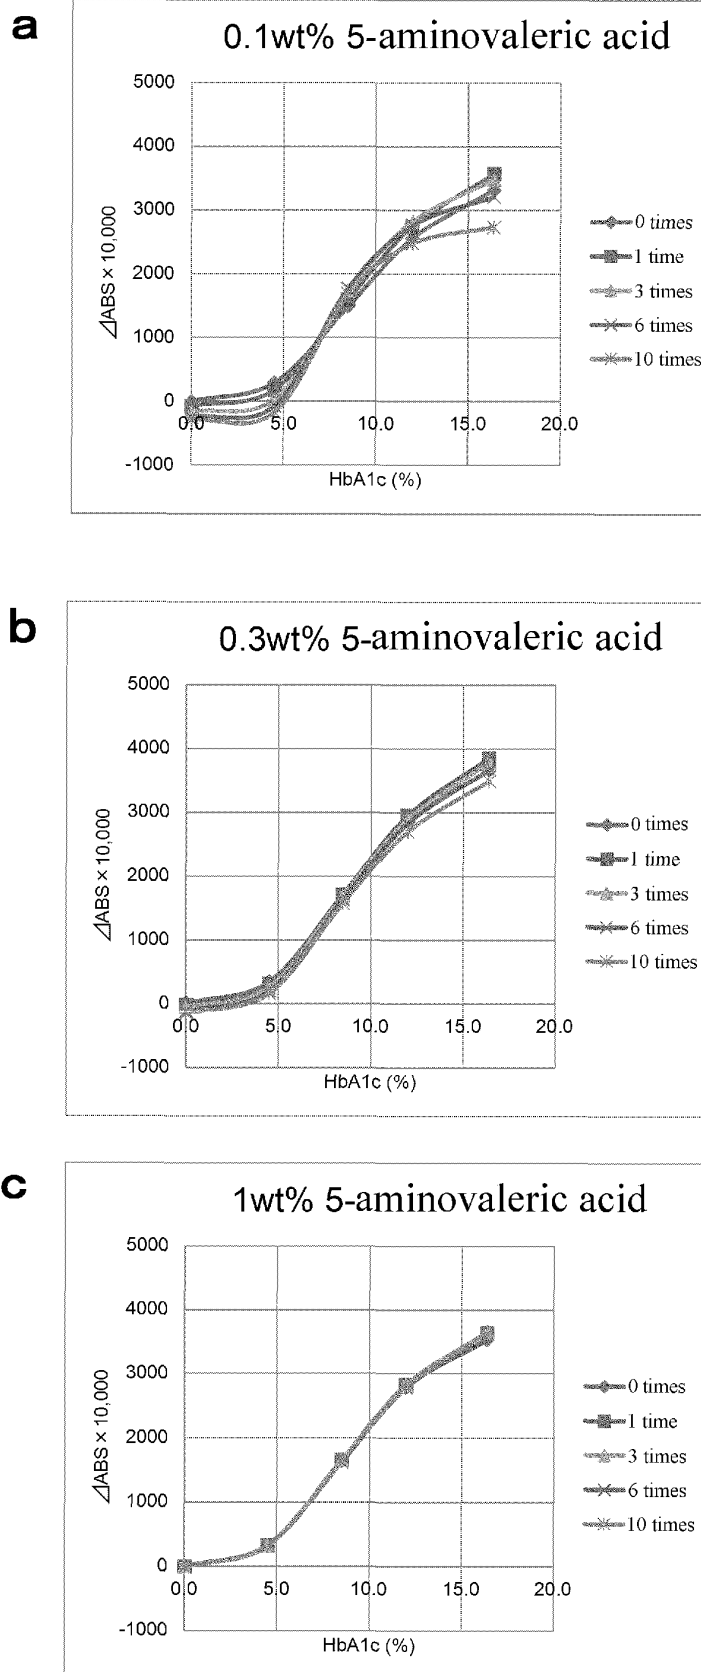 a
0.1wt% 5-aminovaleric acid
5000
4000
3000
2000
1000
0
-1000
⊿ABS × 10,000
0.0 5.0 10.0 15.0 20.0
HbA1c (%)
0 times
1 time
3 times
6 times
10 times
b
0.3wt% 5-aminovaleric acid
5000
4000
3000
2000
1000
0
-1000
⊿ABS × 10,000
0.0 5.0 10.0 15.0 20.0
HbA1c (%)
0 times
1 time
3 times
6 times
10 times
c
1wt% 5-aminovaleric acid
5000
4000
3000
2000
1000
0
-1000
⊿ABS × 10,000
0.0 5.0 10.0 15.0 20.0
HbA1c (%)
0 times
1 time
3 times
6 times
10 times